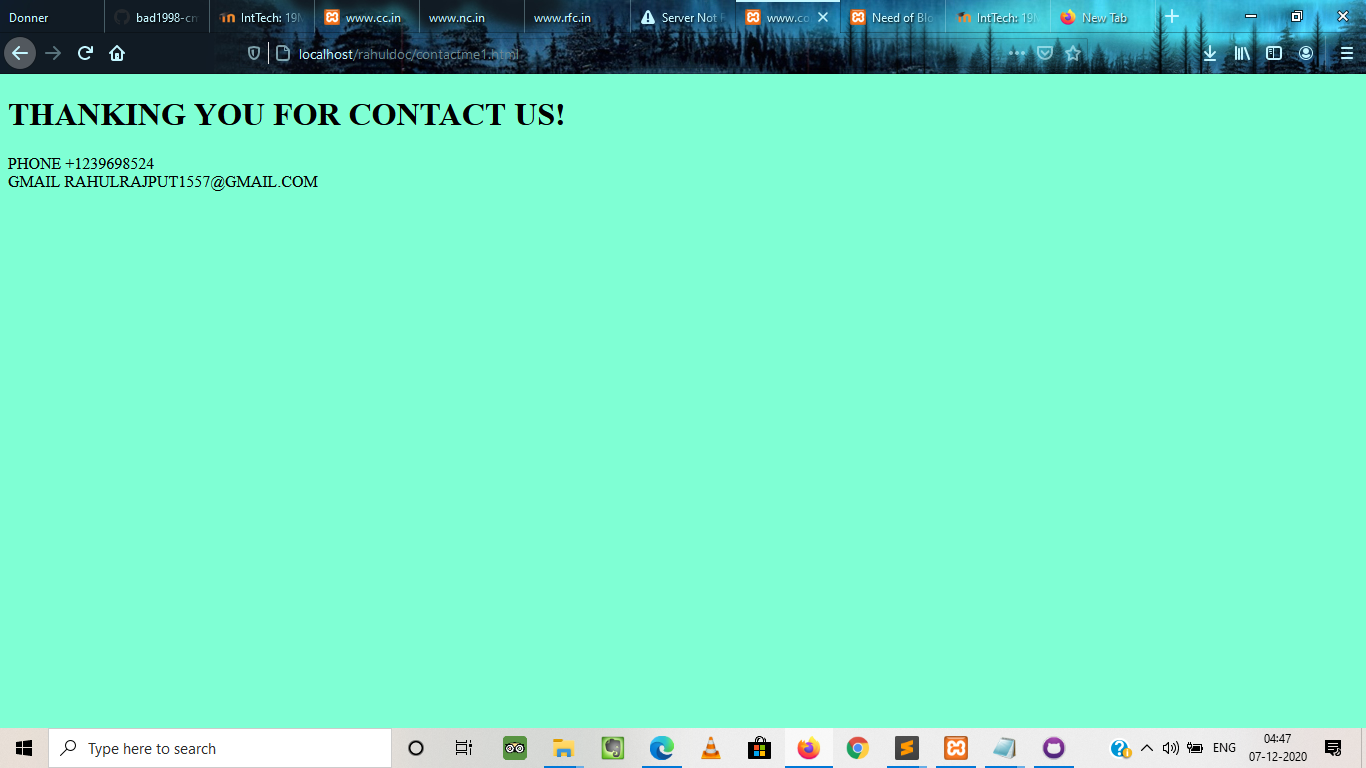 Donner
bad1998-cm
IntTech: 19M
www.cc.in
www.nc.in
www.rfc.in
Server Not F
www.co
Need of Blo
IntTech: 19M
New Tab
localhost/rahuldoc/contactme1.html
THANKING YOU FOR CONTACT US!
PHONE +1239698524
GMAIL RAHULRAJPUT1557@GMAIL.COM
Type here to search
ENG
04:47
07-12-2020